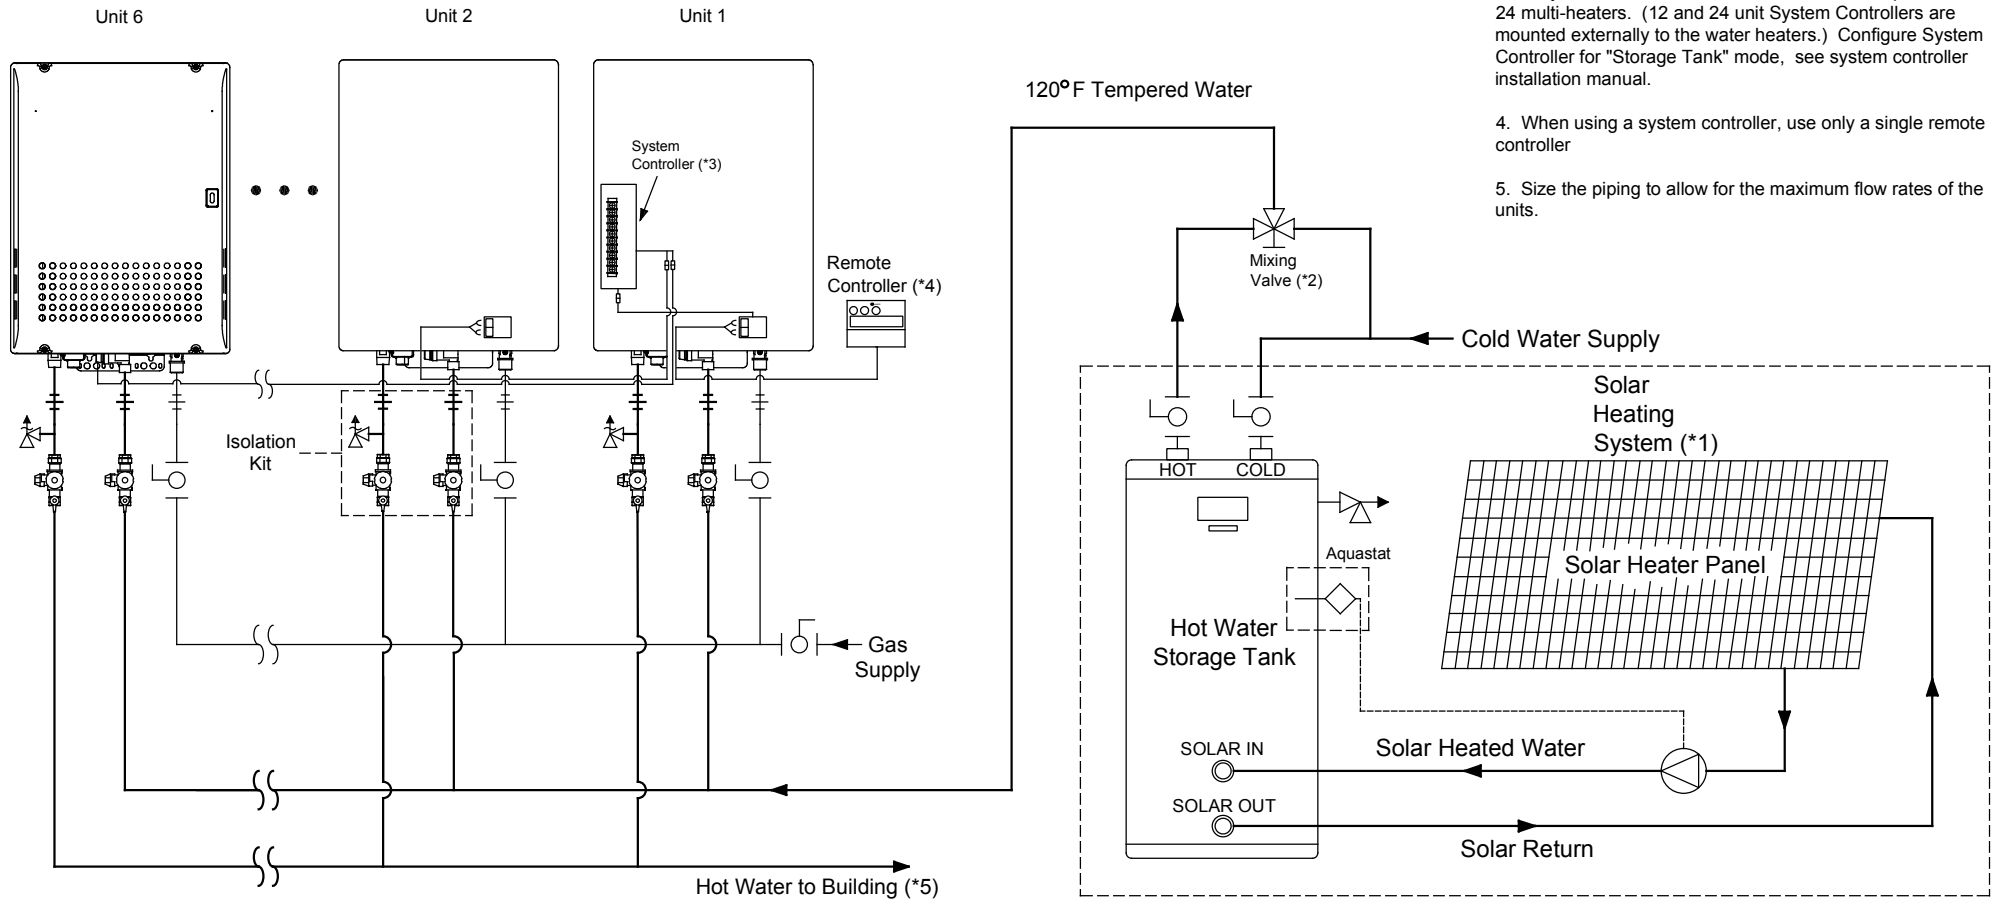 Unit 6
Unit 2
Unit 1
24 multi-heaters. (12 and 24 unit System Controllers are
mounted externally to the water heaters.) Configure System
Controller for "Storage Tank" mode, see system controller
installation manual.
4. When using a system controller, use only a single remote
controller
5. Size the piping to allow for the maximum flow rates of the
units.
120°F Tempered Water
System
Controller (*3)
Remote
Controller (*4)
Mixing
Valve (*2)
Cold Water Supply
Solar
Heating
System (*1)
Isolation
Kit
HOT
COLD
Aquastat
Solar Heater Panel
Hot Water
Storage Tank
Gas
Supply
SOLAR IN
Solar Heated Water
SOLAR OUT
Solar Return
Hot Water to Building (*5)